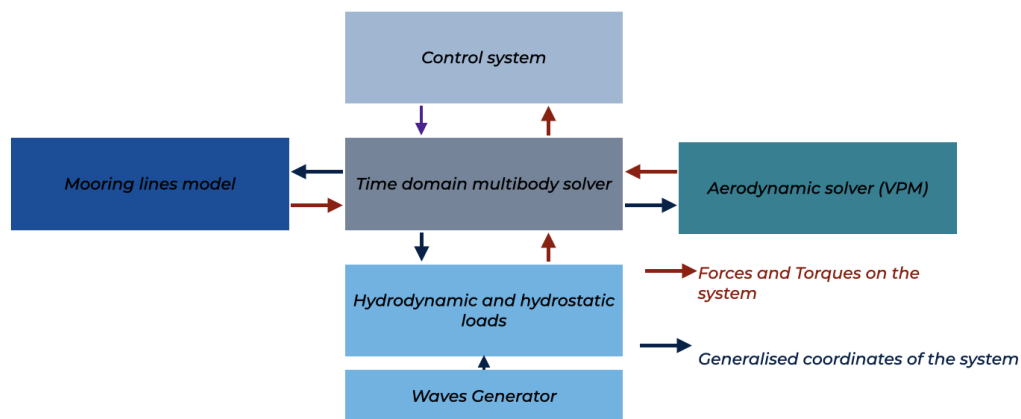 Control system
Mooring lines model
Time domain multibody solver
Aerodynamic solver (VPM)
Hydrodynamic and hydrostatic
loads
Waves Generator
Forces and Torques on the
system
Generalised coordinates of the system